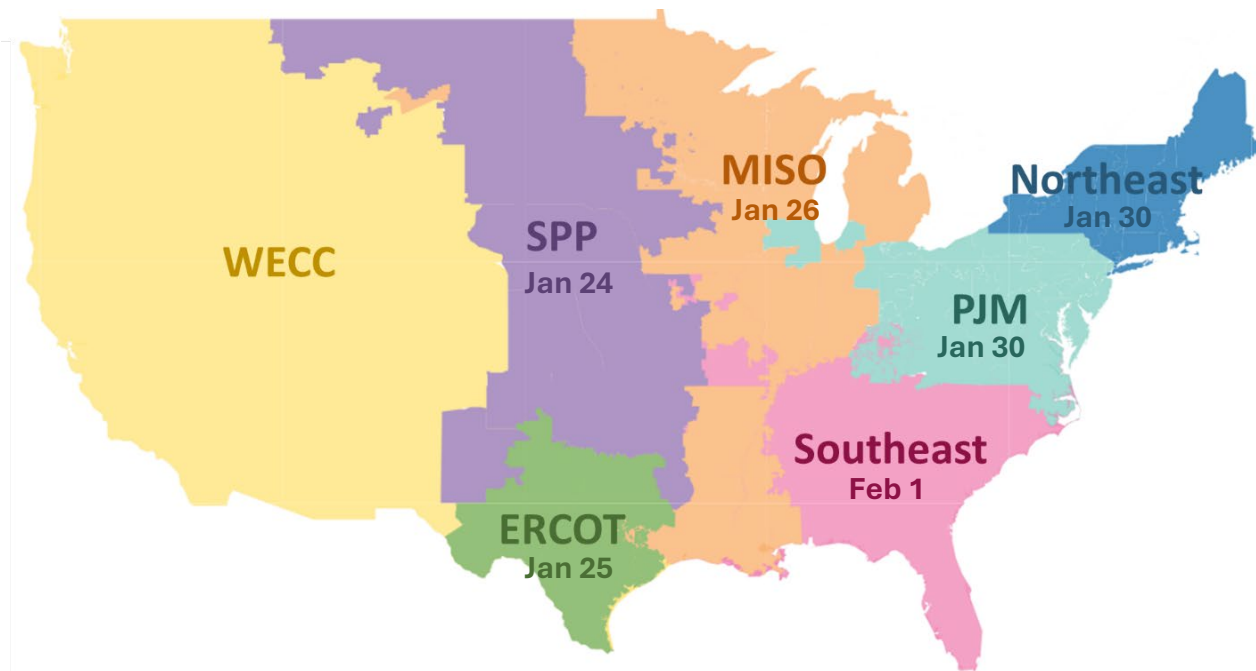 WECC
SPP
Jan 24
MISO
Jan 26
Northeast
Jan 30
PJM
Jan 30
Southeast
Feb 1
ERCOT
Jan 25